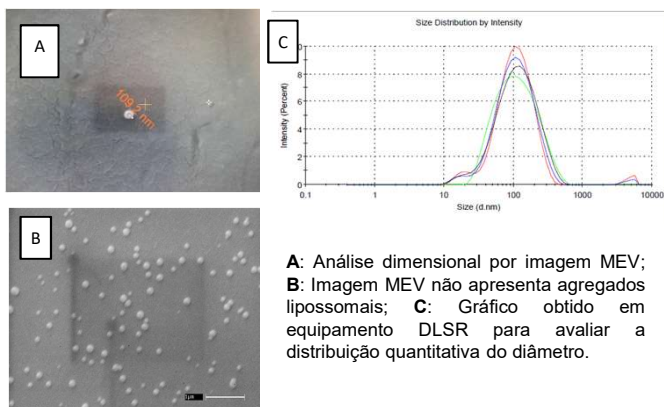 A
109,2 nm
B
1µm
C
Size Distribution by Intensity
Intensity (Percent)
8
6
4
2
0
0.1 1 10 100 1000 10000
Size (d.nm)
A: Análise dimensional por imagem MEV;
B: Imagem MEV não apresenta agregados
lipossomais; C: Gráfico obtido em
equipamento DLSR para avaliar a
distribuição quantitativa do diâmetro.